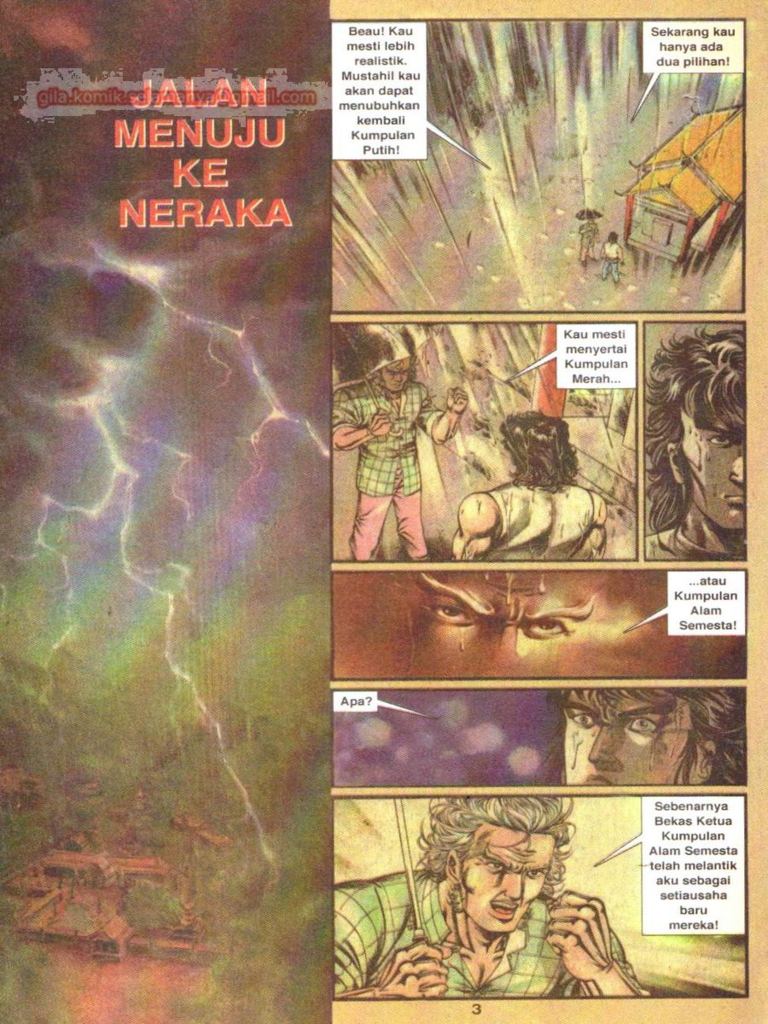 JALAN
MENUJU
KE
NERAKA
Beau! Kau
mesti lebih
realistik.
Mustahil kau
akan dapat
menubuhkan
kembali
Kumpulan
Putih!
Sekarang kau
hanya ada
dua pilihan!
Kau mesti
menyertai
Kumpulan
Merah...
...atau
Kumpulan
Alam
Semesta!
Apa?
Sebenarnya
Bekas Ketua
Kumpulan
Alam Semesta
telah melantik
aku sebagai
setiausaha
baru
mereka!
3